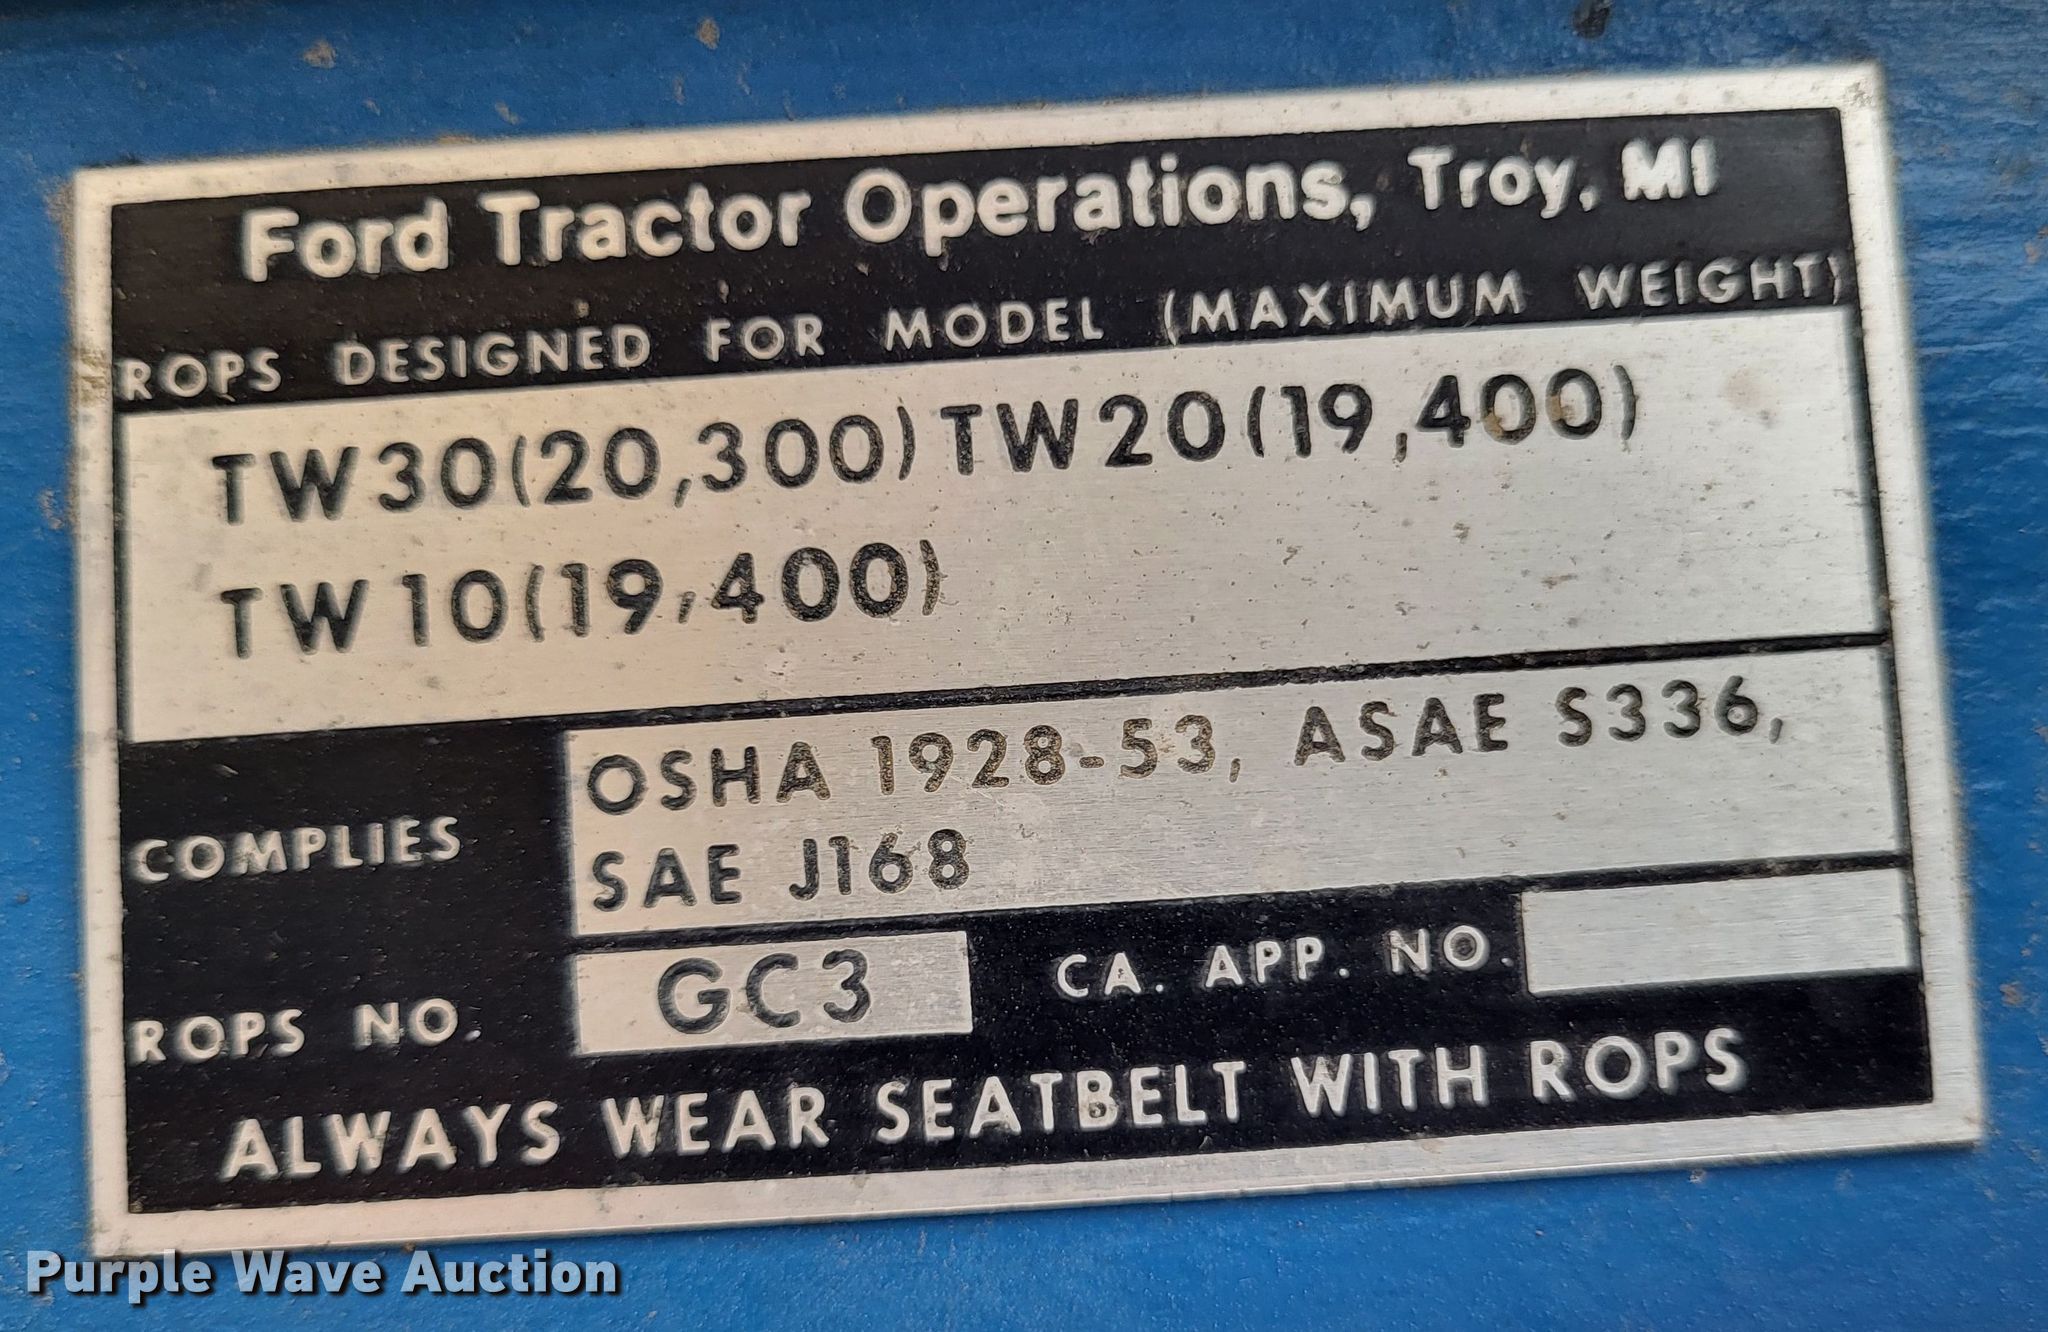 Ford Tractor Operations, Troy, MI
ROPS DESIGNED FOR MODEL (MAXIMUM WEIGHT)
TW30(20,300) TW20(19,400)
TW10(19,400)
COMPLIES
OSHA 1928-53, ASAE S336,
SAE J168
ROPS NO. GC3 CA. APP. NO.
ALWAYS WEAR SEATBELT WITH ROPS
Purple Wave Auction